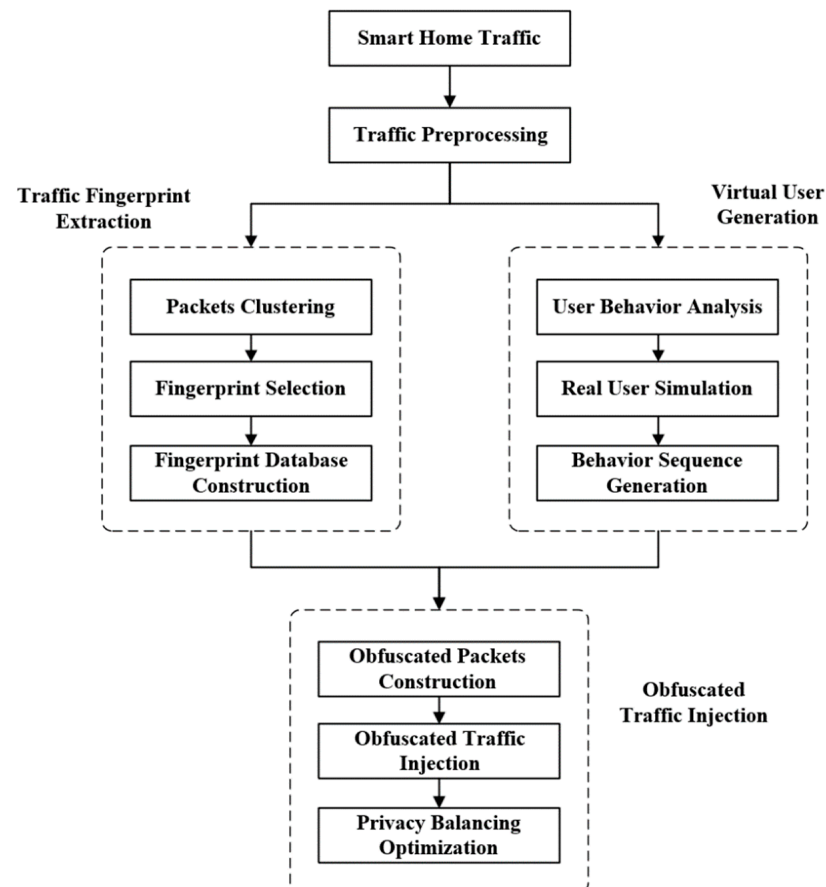 Smart Home Traffic
Traffic Preprocessing
Traffic Fingerprint
Extraction
Virtual User
Generation
Packets Clustering
Fingerprint Selection
Fingerprint Database
Construction
User Behavior Analysis
Real User Simulation
Behavior Sequence
Generation
Obfuscated Packets
Construction
Obfuscated Traffic
Injection
Privacy Balancing
Optimization
Obfuscated
Traffic Injection